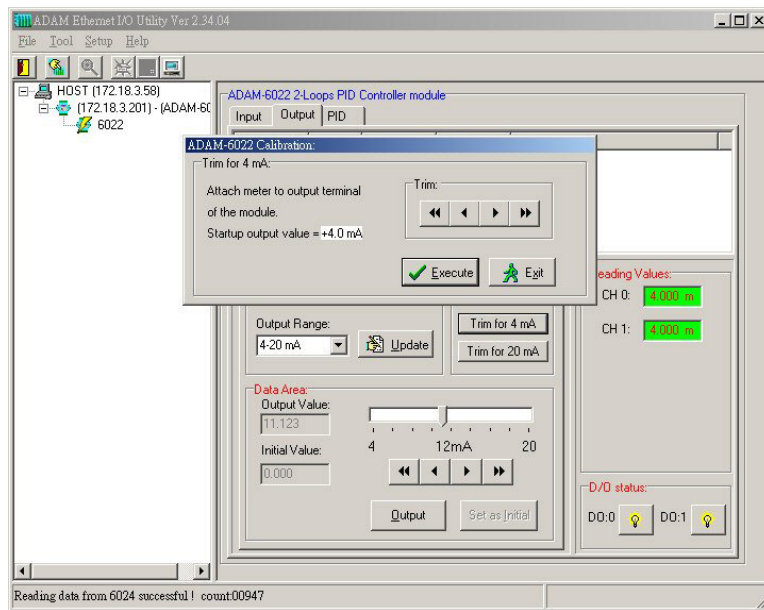 ADAM Ethernet I/O Utility Ver 2.34.04
File Tool Setup Help
HOST (172.18.3.58)
(172.18.3.201) - (ADAM-60
6022
ADAM-6022 2-Loops PID Controller module
Input Output PID
ADAM-6022 Calibration:
Trim for 4 mA:
Attach meter to output terminal
of the module.
Startup output value = +4.0 mA
Trim:
Execute Exit
eading Values:
CH 0: 4.000 m
CH 1: 4.000 m
Output Range:
4-20 mA
Update
Trim for 4 mA
Trim for 20 mA
Data Area:
Output Value:
11.123
Initial Value:
0.000
4 12mA 20
Output Set as Initial
D/O status:
DO:0 DO:1
Reading data from 6024 successful ! count:00947